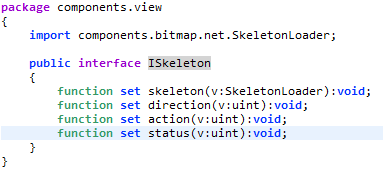 package components.view
{
    import components.bitmap.net.SkeletonLoader;
    public interface ISkeleton
    {
        function set skeleton(v:SkeletonLoader):void;
        function set direction(v:uint):void;
        function set action(v:uint):void;
        function set status(v:uint):void;
    }
}